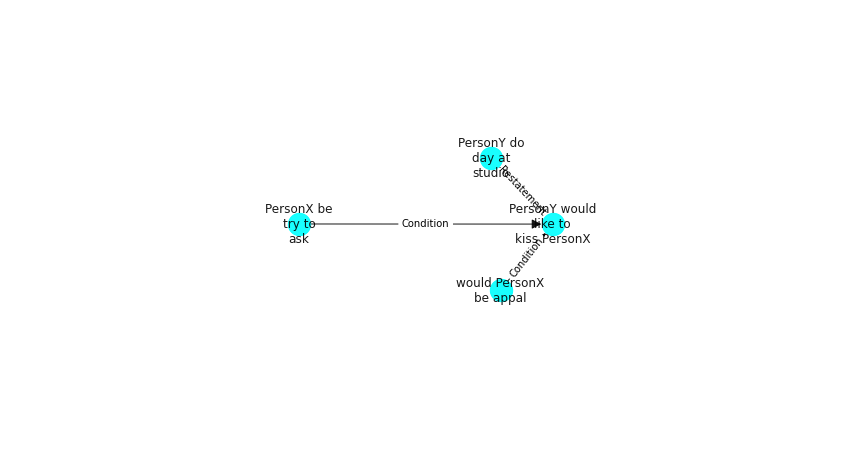 PersonY do
day at
studio
Restatement
PersonX be
try to
ask
Condition
PersonY would
like to
kiss PersonX
Condition
would PersonX
be appal